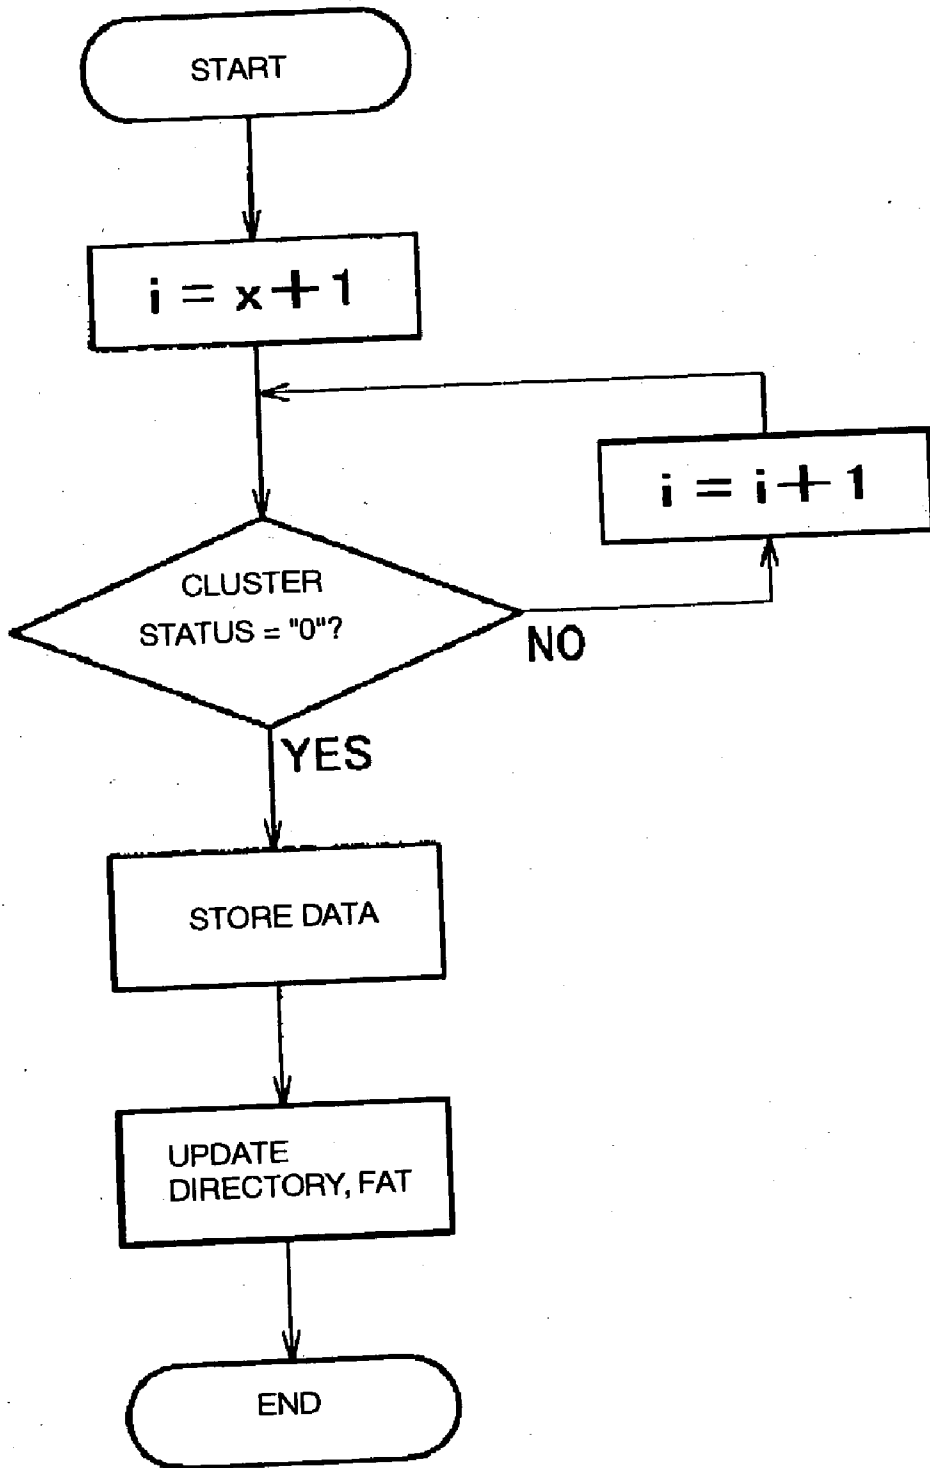 START
i = x + 1
i = i + 1
CLUSTER
STATUS = "0"?
NO
YES
STORE DATA
UPDATE
DIRECTORY, FAT
END